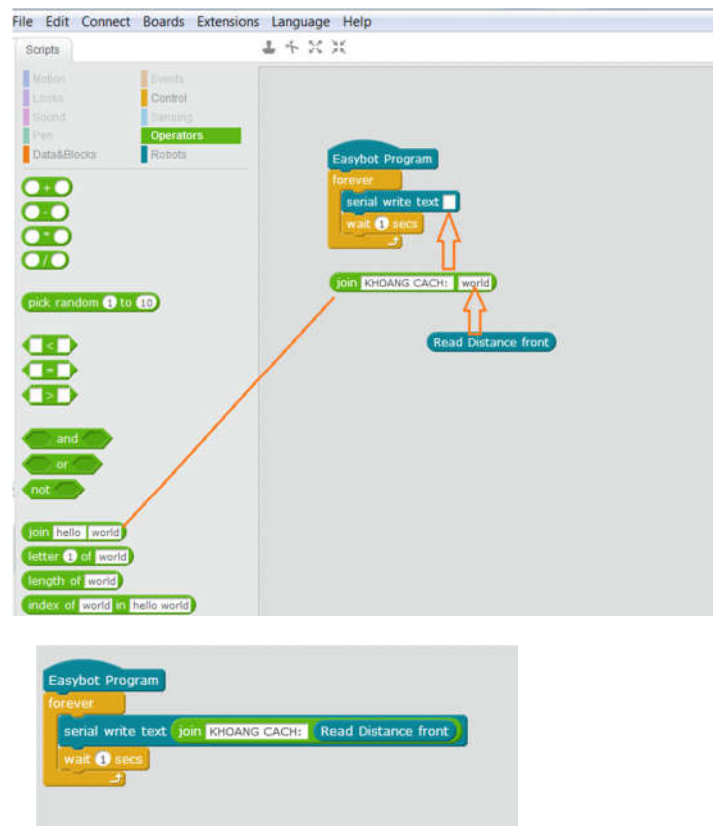 File Edit Connect Boards Extensions Language Help
Scripts
Motion Events
Looks Control
Sound Sensing
Pen Operators
Data&Blocks Robots
+
-
*
/
pick random 1 to 10
<
=
>
and
or
not
join hello world
letter 1 of world
length of world
index of world in hello world
Easybot Program
forever
serial write text
wait 1 secs
join KHOANG CACH: world
Read Distance front
Easybot Program
forever
serial write text join KHOANG CACH: Read Distance front
wait 1 secs